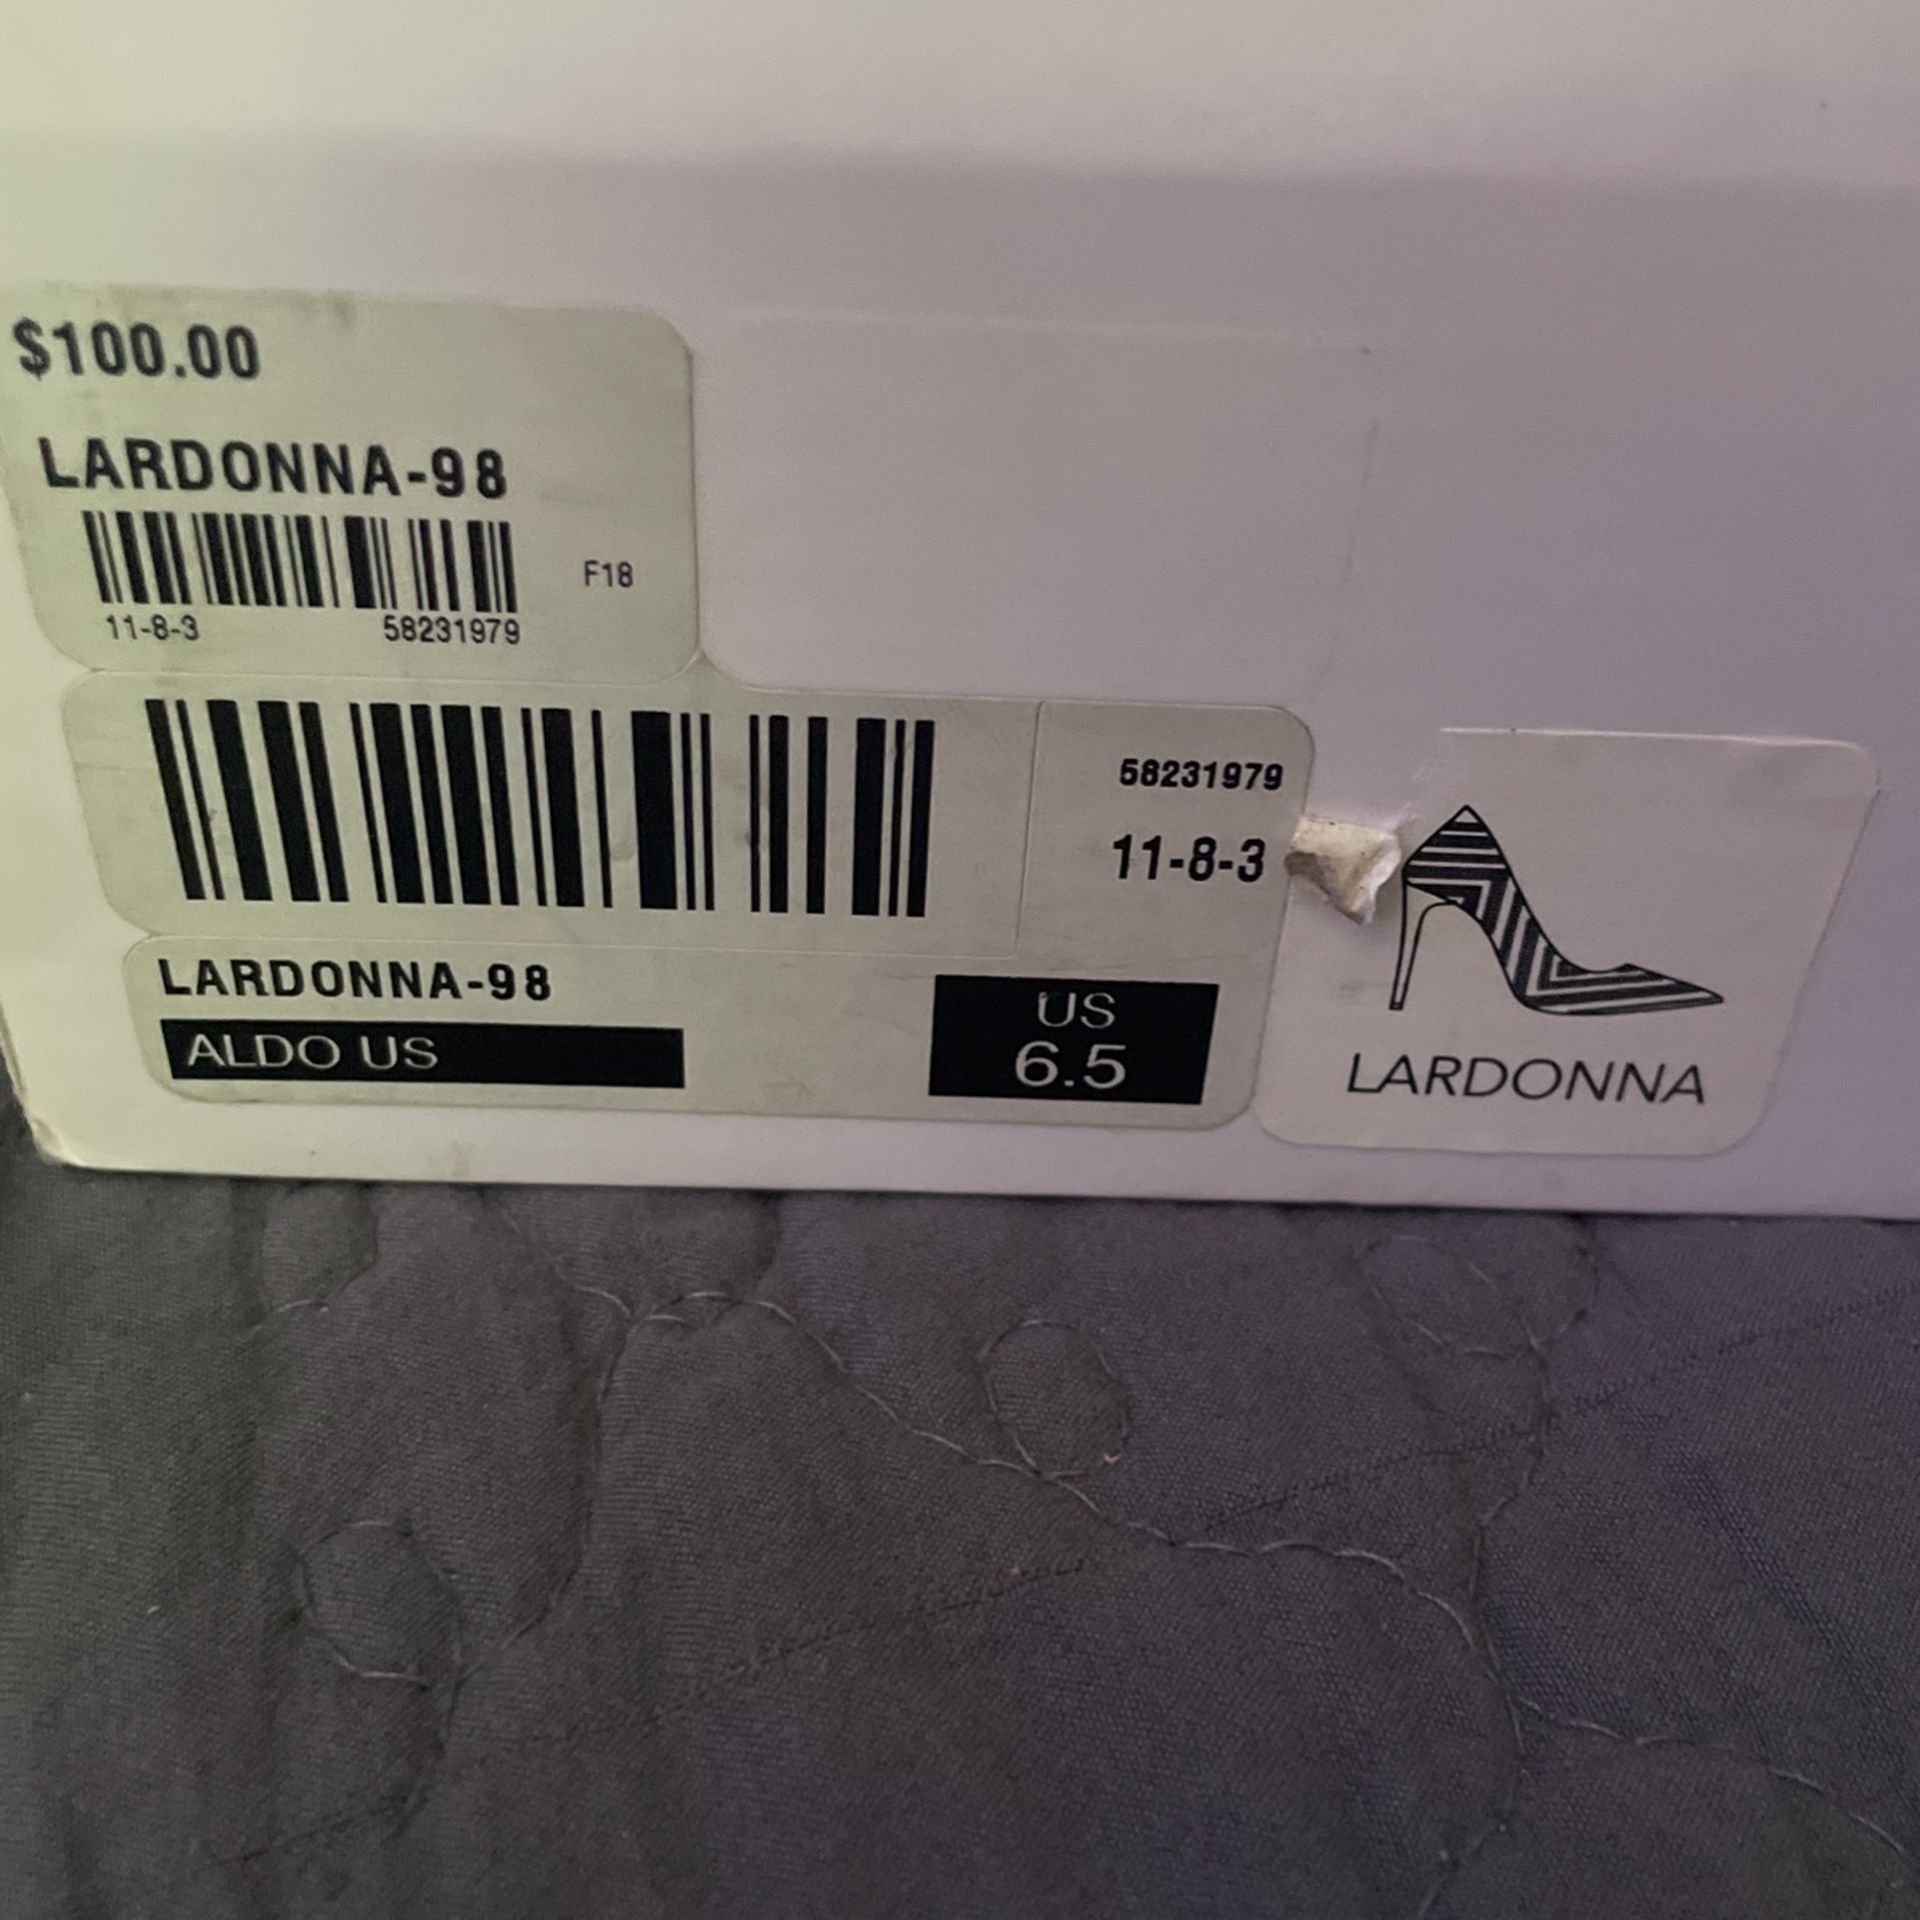 $100.00
LARDONNA-98
F18
11-8-3 58231979
58231979
11-8-3
LARDONNA-98
ALDO US
US
6.5
LARDONNA